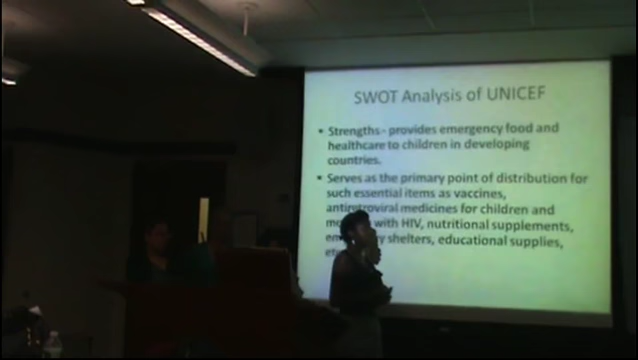 SWOT Analysis of UNICEF
• Strengths- provides emergency food and
healthcare to children in developing
countries.
• Serves as the primary point of distribution for
such essential items as vaccines,
antiretroviral medicines for children and
with HIV, nutritional supplements,
shelters, educational supplies,